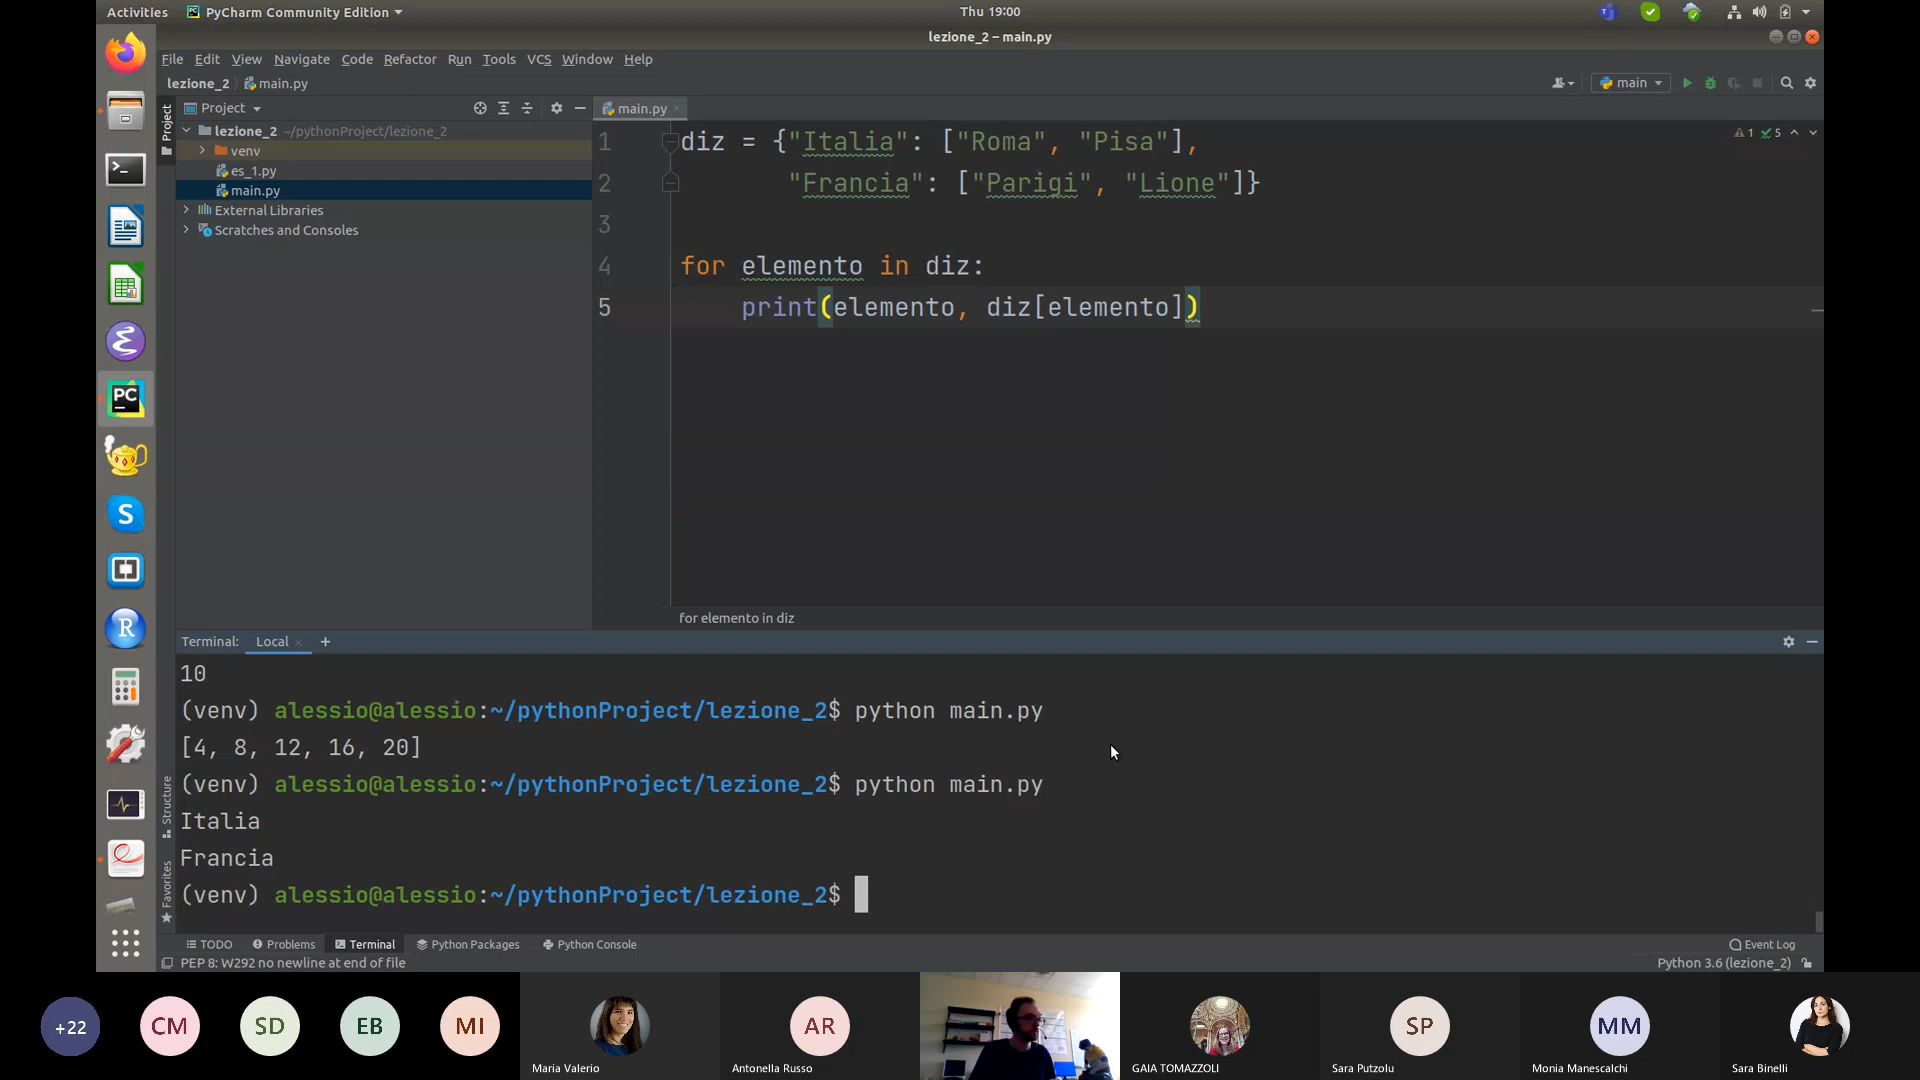 Activities PyCharm Community Edition Thu 19:00
lezione_2 – main.py
File Edit View Navigate Code Refactor Run Tools VCS Window Help
lezione_2 main.py main
Project main.py
lezione_2 ~/pythonProject/lezione_2
venv
es_1.py
main.py
External Libraries
Scratches and Consoles
Project
1 diz = {"Italia": ["Roma", "Pisa"],
2 "Francia": ["Parigi", "Lione"]}
3
4 for elemento in diz:
5 print(elemento, diz[elemento])
1 5
for elemento in diz
Terminal: Local +
10
(venv) alessio@alessio:~/pythonProject/lezione_2$ python main.py
[4, 8, 12, 16, 20]
(venv) alessio@alessio:~/pythonProject/lezione_2$ python main.py
Italia
Francia
(venv) alessio@alessio:~/pythonProject/lezione_2$
Structure
Favorites
TODO Problems Terminal Python Packages Python Console Event Log
PEP 8: W292 no newline at end of file Python 3.6 (lezione_2)
+22 CM SD EB MI AR SP MM
Maria Valerio Antonella Russo GAIA TOMAZZOLI Sara Putzolu Monia Manescalchi Sara Binelli